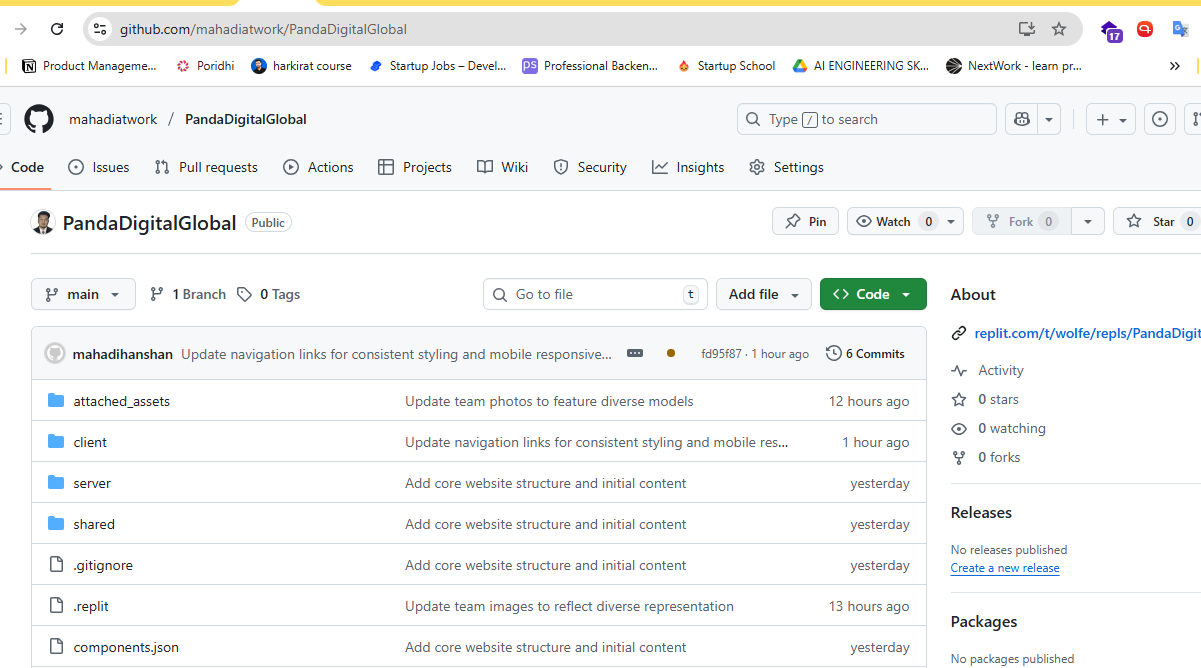 github.com/mahadiatwork/PandaDigitalGlobal
17
Product Manageme...
Poridhi
harkirat course
Startup Jobs – Devel...
DS
Professional Backen...
Startup School
AI ENGINEERING SK...
NextWork - learn pr...
mahadiatwork / PandaDigitalGlobal
Type / to search
Code
Issues
Pull requests
Actions
Projects
Wiki
Security
Insights
Settings
PandaDigitalGlobal Public
Pin
Watch 0
Fork 0
Star 0
main
1 Branch
0 Tags
Go to file t
Add file
Code
About
mahadihanshan Update navigation links for consistent styling and mobile responsive... fd95f87 · 1 hour ago 6 Commits
replit.com/t/wolfe/repls/PandaDigit
attached_assets Update team photos to feature diverse models 12 hours ago
client Update navigation links for consistent styling and mobile res... 1 hour ago
server Add core website structure and initial content yesterday
shared Add core website structure and initial content yesterday
.gitignore Add core website structure and initial content yesterday
.replit Update team images to reflect diverse representation 13 hours ago
components.json Add core website structure and initial content yesterday
Activity
0 stars
0 watching
0 forks
Releases
No releases published
Create a new release
Packages
No packages published